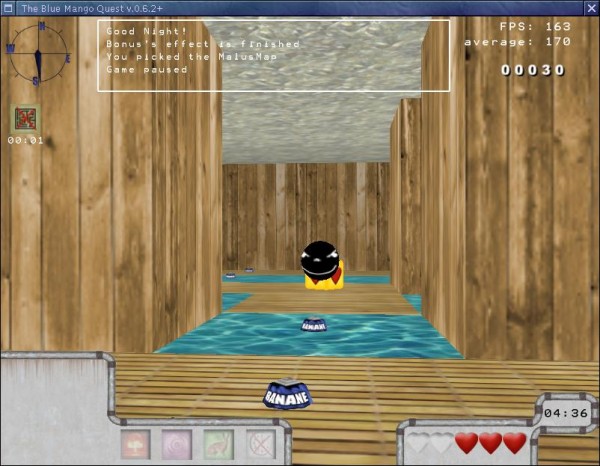 The Blue Mango Quest v.0.6.2+
Good Night!
Bonus's effect is finished
You picked the MalusMap
Game paused
FPS: 163
average: 170
00030
N
W
E
S
00:01
BANANE
BANANE
04:36